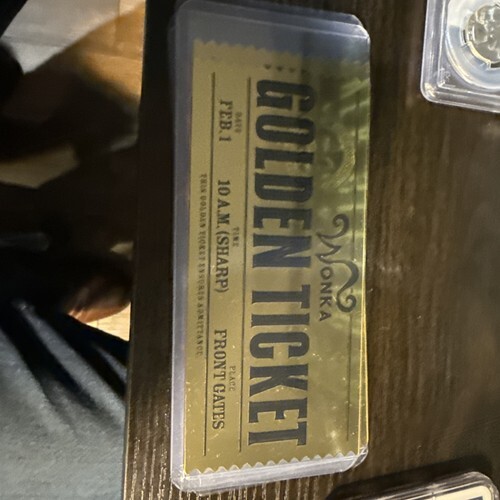 WONKA
GOLDEN TICKET
DATE TIME PLACE
FEB. 1 10 A.M. (SHARP) FRONT GATES
THIS GOLDEN TICKET ENSURES ADMITTANCE